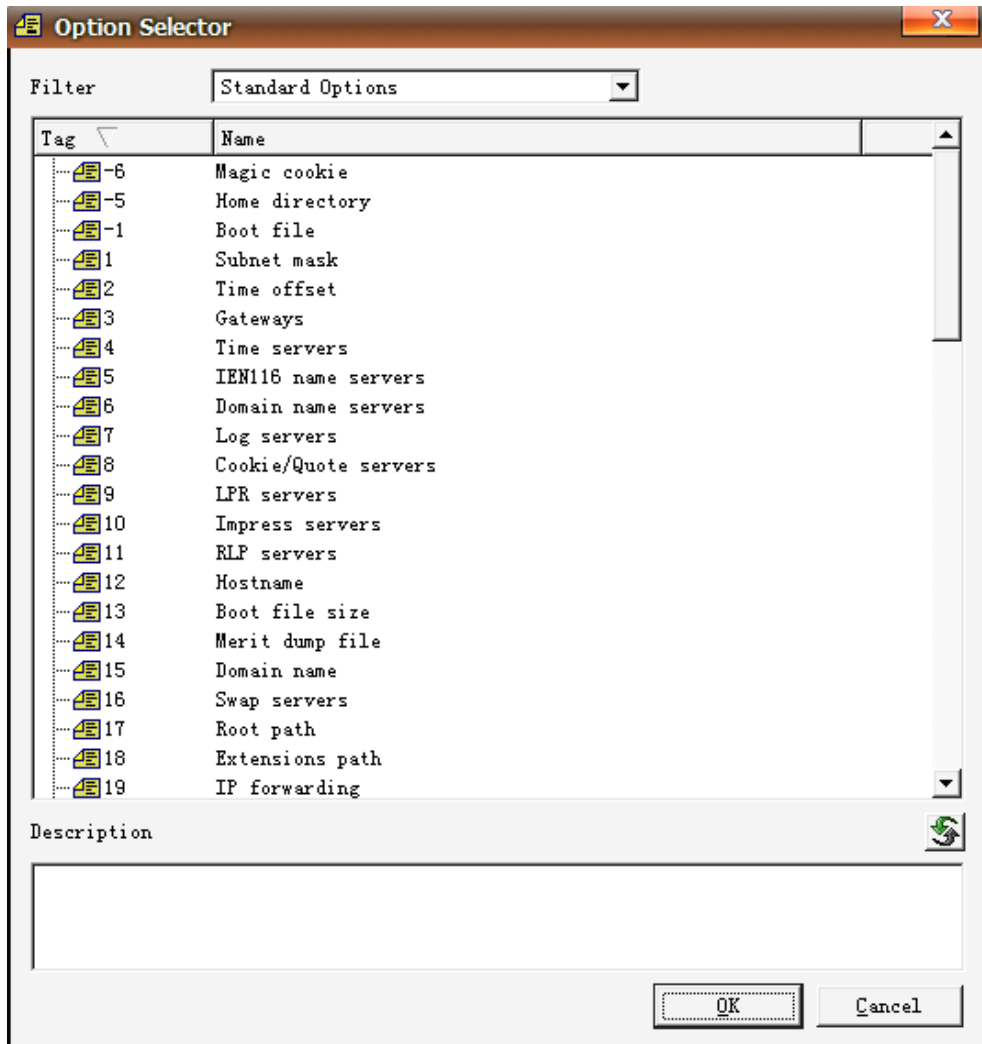 Option Selector
Filter Standard Options
Tag Name
-6 Magic cookie
-5 Home directory
-1 Boot file
1 Subnet mask
2 Time offset
3 Gateways
4 Time servers
5 IEN116 name servers
6 Domain name servers
7 Log servers
8 Cookie/Quote servers
9 LPR servers
10 Impress servers
11 RLP servers
12 Hostname
13 Boot file size
14 Merit dump file
15 Domain name
16 Swap servers
17 Root path
18 Extensions path
19 IP forwarding
Description
OK Cancel